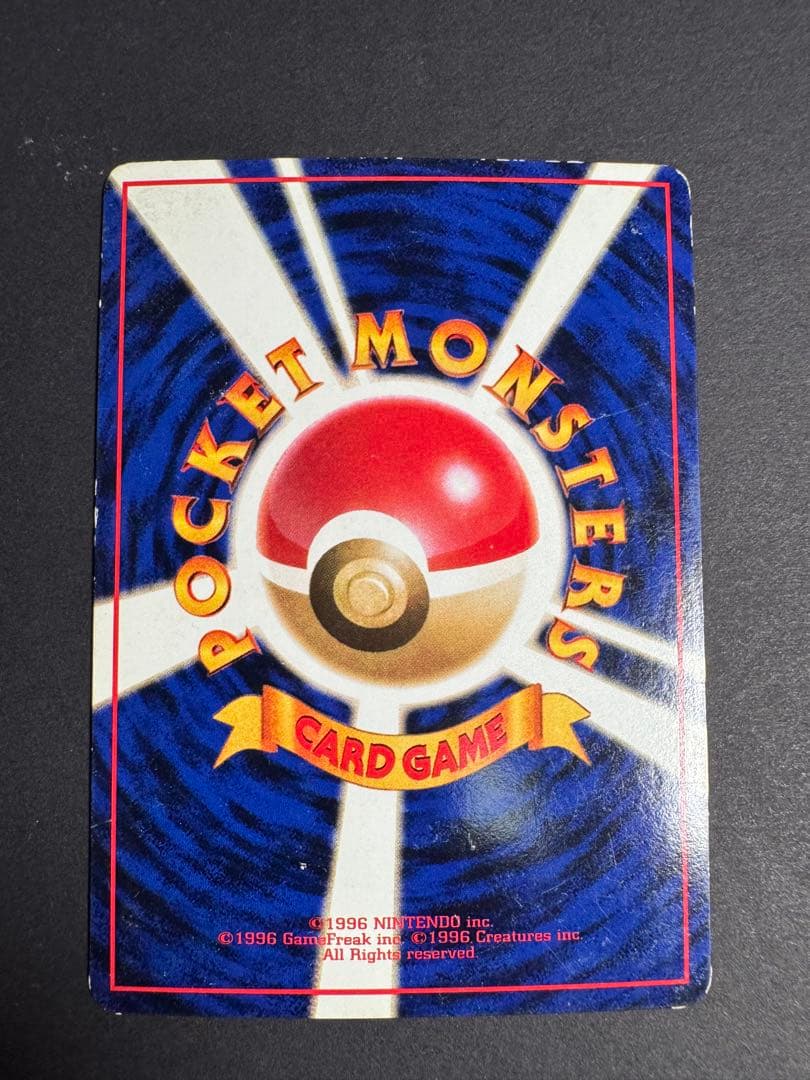 POCKET MONSTERS
CARD GAME
©1996 NINTENDO inc.
©1996 GameFreak inc. ©1996 Creatures inc.
All Rights reserved.